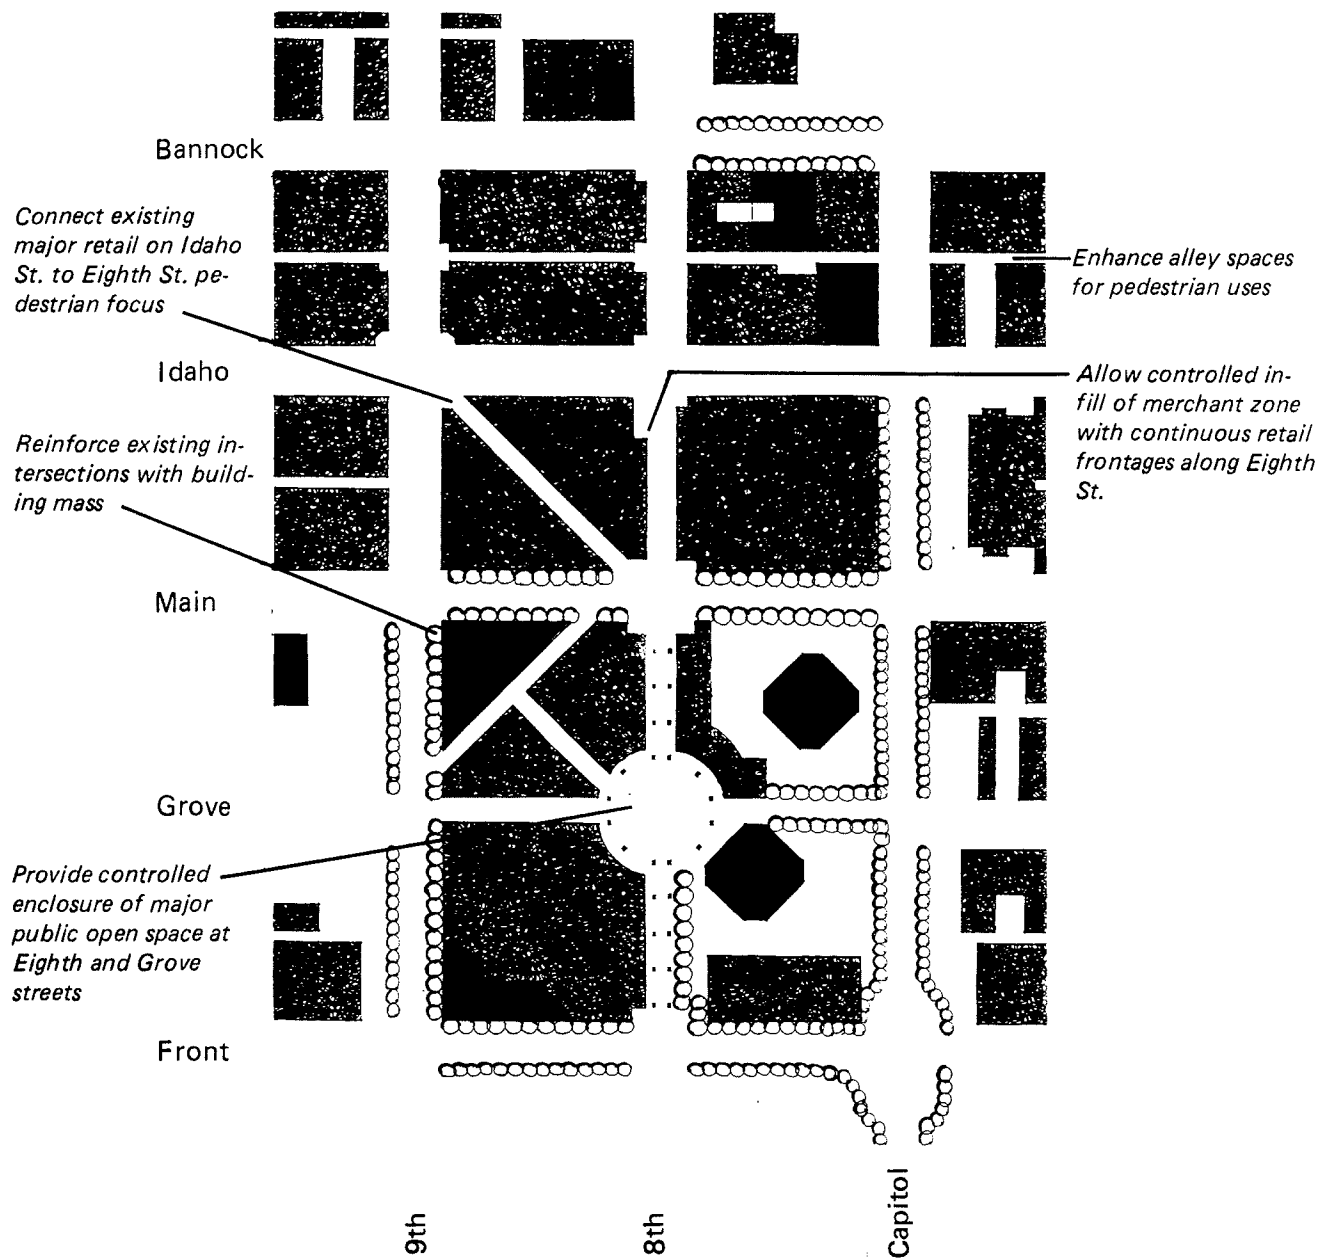 Bannock
Connect existing
major retail on Idaho
St. to Eighth St. pe-
destrian focus
Enhance alley spaces
for pedestrian uses
Idaho
Allow controlled in-
fill of merchant zone
with continuous retail
frontages along Eighth
St.
Reinforce existing in-
tersections with build-
ing mass
Main
Grove
Provide controlled
enclosure of major
public open space at
Eighth and Grove
streets
Front
9th
8th
Capitol